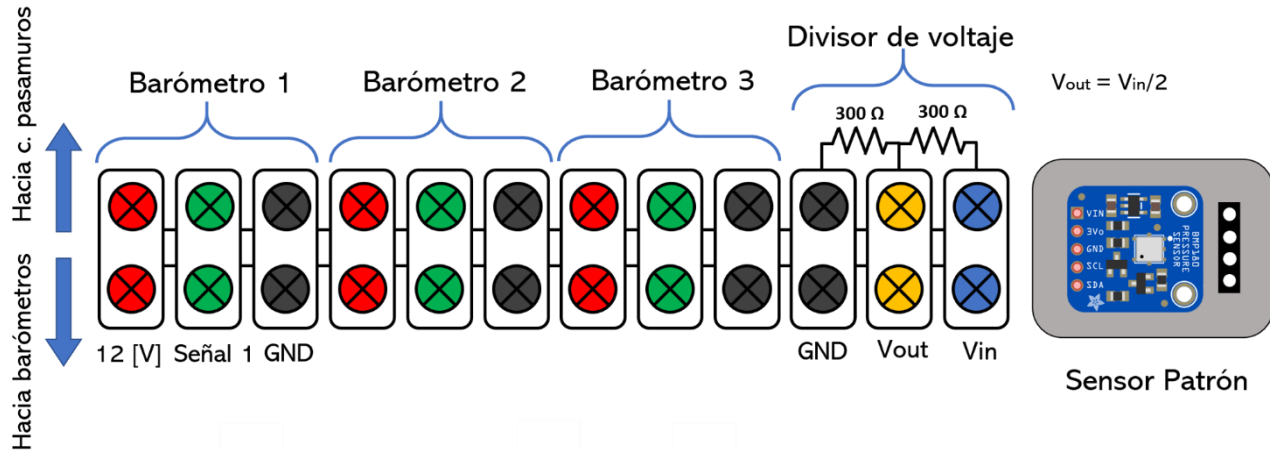 Hacia c. pasamuros
Hacia barómetros
Barómetro 1
Barómetro 2
Barómetro 3
Divisor de voltaje
Vout = Vin/2
300 Ω
300 Ω
12 [V]
Señal 1
GND
GND
Vout
Vin
VIN
3Vo
GND
SCL
SDA
BMP180
PRESSURE
SENSOR
Sensor Patrón